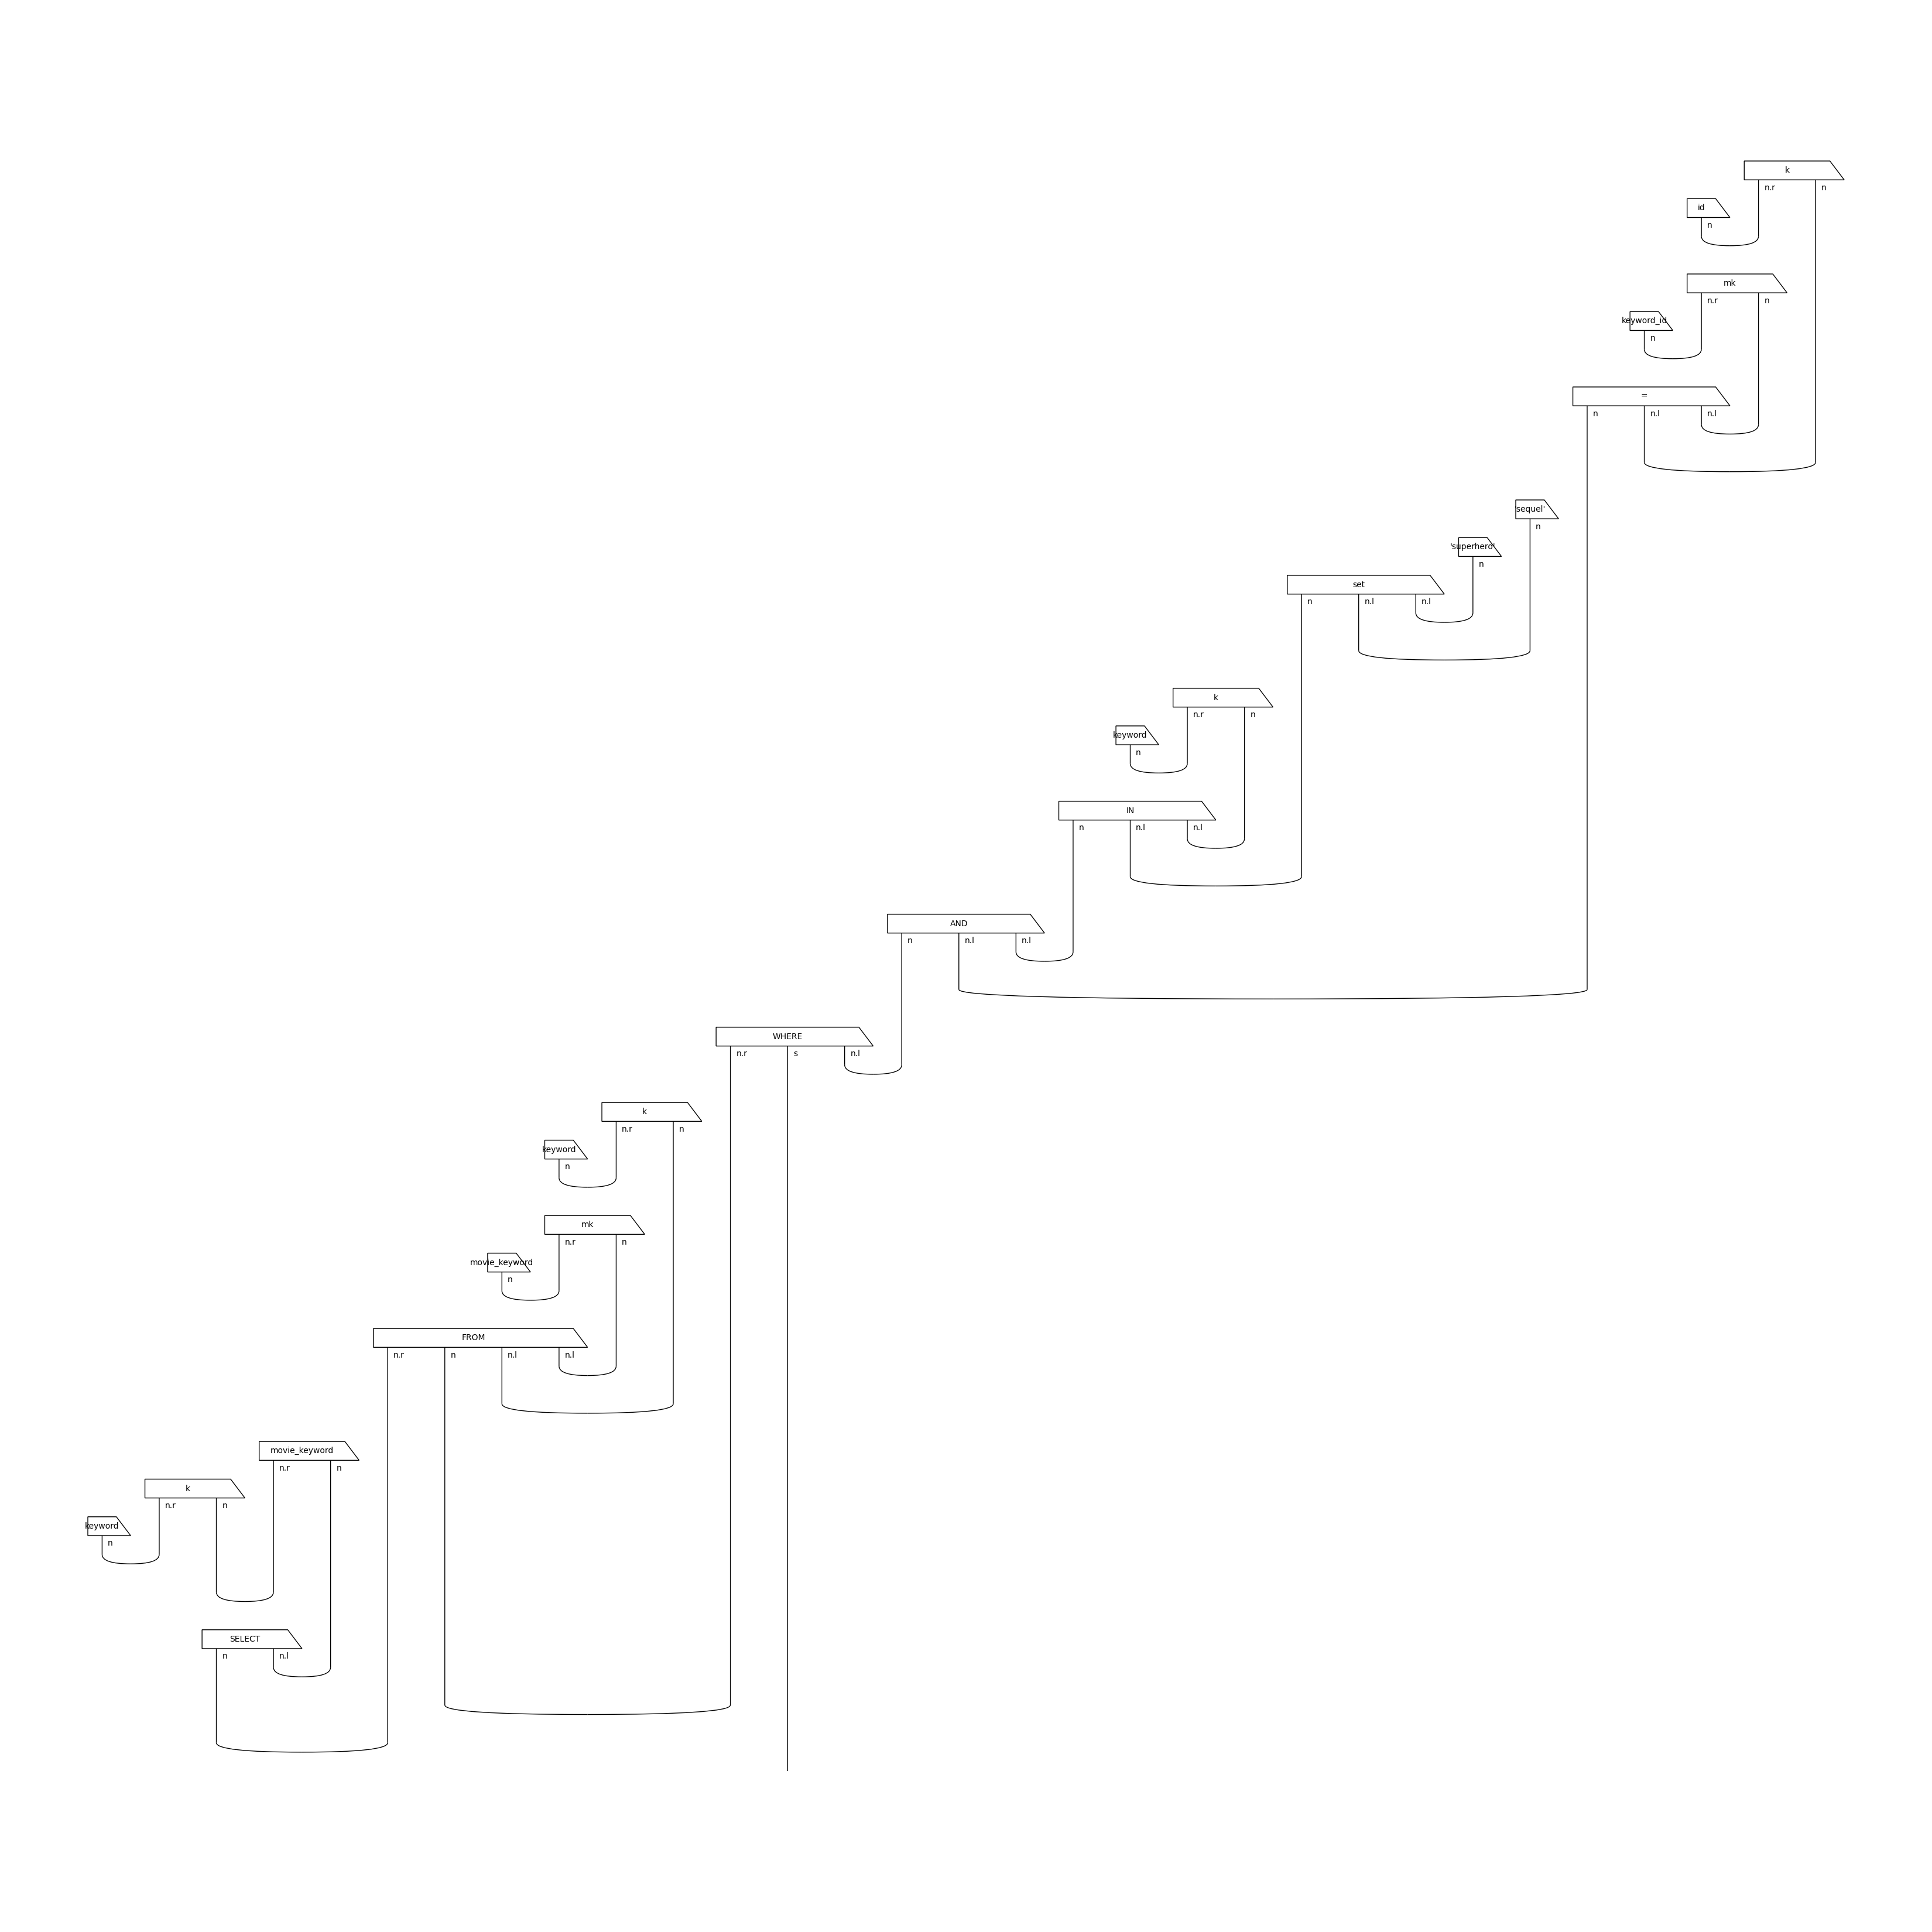 k
n.r n
id
n
mk
n.r n
keyword_id
n
=
n n.l n.l
'sequel'
n
'superhero'
n
set
n n.l n.l
k
n.r n
keyword
n
IN
n n.l n.l
AND
n n.l n.l
WHERE
n.r s n.l
k
n.r n
keyword
n
mk
n.r n
movie_keyword
n
FROM
n.r n n.l n.l
movie_keyword
n.r n
k
n.r n
keyword
n
SELECT
n n.l